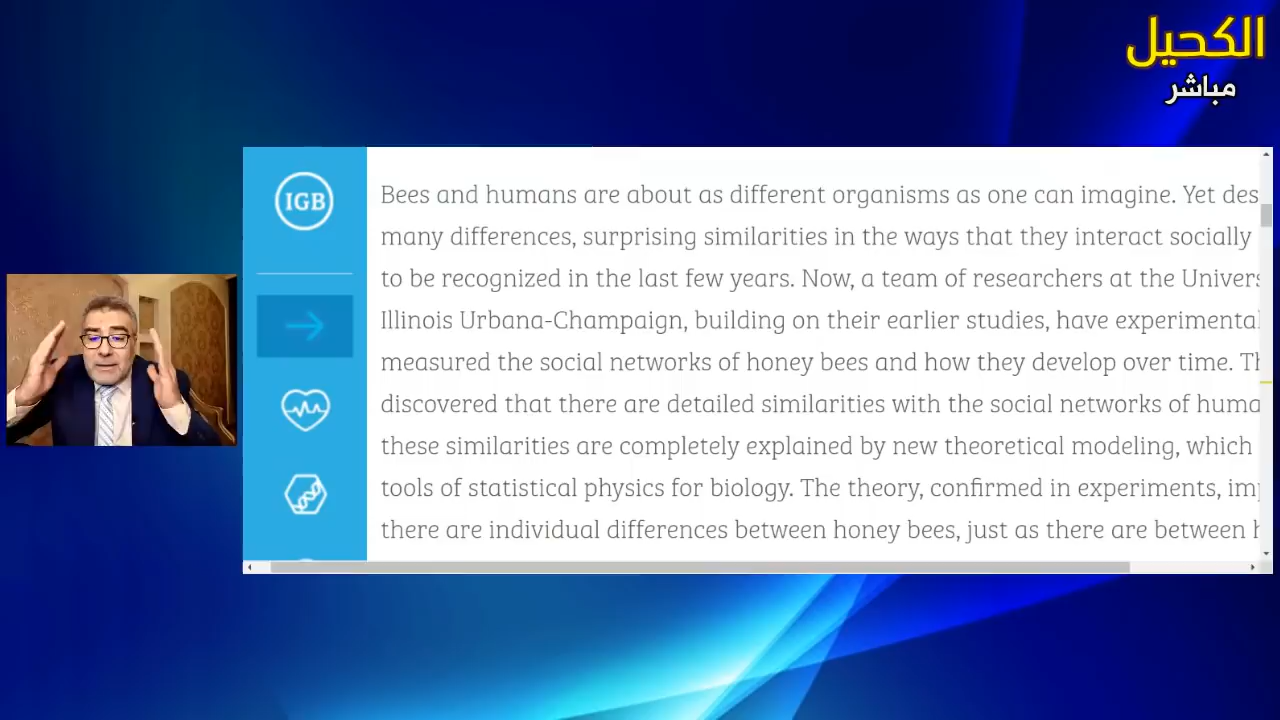 الكحيل
مباشر
IGB
Bees and humans are about as different organisms as one can imagine. Yet des
many differences, surprising similarities in the ways that they interact socially
to be recognized in the last few years. Now, a team of researchers at the Univers
Illinois Urbana-Champaign, building on their earlier studies, have experimental
measured the social networks of honey bees and how they develop over time. Th
discovered that there are detailed similarities with the social networks of huma
these similarities are completely explained by new theoretical modeling, which
tools of statistical physics for biology. The theory, confirmed in experiments, imp
there are individual differences between honey bees, just as there are between h